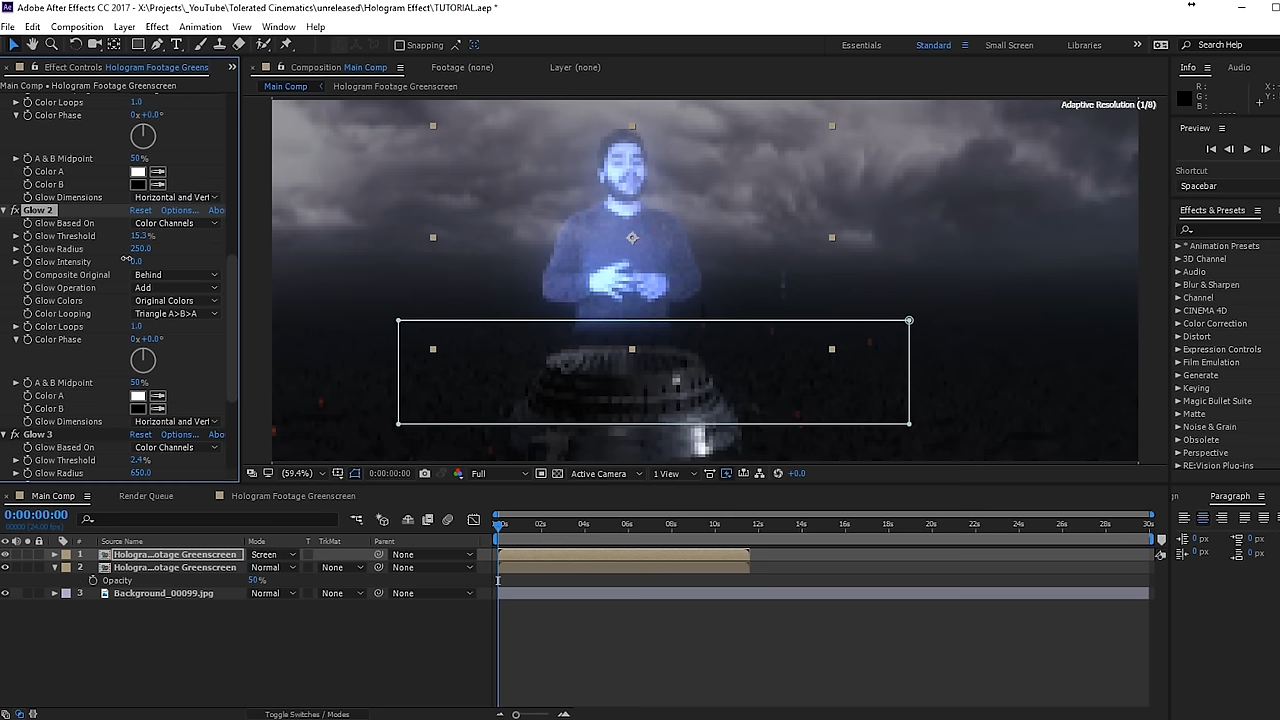 Adobe After Effects CC 2017 - X:\Projects\_YouTube\Tolerated Cinematics\unreleased\Hologram Effect\TUTORIAL.aep *
File Edit Composition Layer Effect Animation View Window Help
Snapping Essentials Standard Small Screen Libraries Search Help
Effect Controls Hologram Footage Greens
Composition Main Comp Footage (none) Layer (none) Info Audio
Main Comp • Hologram Footage Greenscreen
Main Comp Hologram Footage Greenscreen
Color Loops 1.0
Color Phase 0x+0.0°
A & B Midpoint 50 %
Color A
Color B
Glow Dimensions Horizontal and Vert
Glow 2 Reset Options... Abo
Glow Based On Color Channels
Glow Threshold 15.3 %
Glow Radius 250.0
Glow Intensity 0.0
Composite Original Behind
Glow Operation Add
Glow Colors Original Colors
Color Looping Triangle A>B>A
Color Loops 1.0
Color Phase 0x+0.0°
A & B Midpoint 50 %
Color A
Color B
Glow Dimensions Horizontal and Vert
Glow 3 Reset Options... Abo
Glow Based On Color Channels
Glow Threshold 2.4 %
Glow Radius 650.0
Adaptive Resolution (1/8)
(59.4%) 0:00:00:00 Full Active Camera 1 View +0.0
R:
G:
B:
X:
Y:
Preview
Shortcut
Spacebar
Effects & Presets
* Animation Presets
3D Channel
Audio
Blur & Sharpen
Channel
CINEMA 4D
Color Correction
Distort
Expression Controls
Film Emulation
Generate
Keying
Magic Bullet Suite
Matte
Noise & Grain
Obsolete
Perspective
RE:Vision Plug-ins
Main Comp Render Queue Hologram Footage Greenscreen
0:00:00:00
00000 (24.00 fps)
02s 04s 06s 08s 10s 12s 14s 16s 18s 20s 22s 24s 26s 28s 30s
# Source Name Mode T TrkMat Parent
1 Hologra...otage Greenscreen Screen None
2 Hologra...otage Greenscreen Normal None None
Opacity 50 %
3 Background_00099.jpg Normal None None
Toggle Switches / Modes
Paragraph
0 px 0 px
0 px 0 px